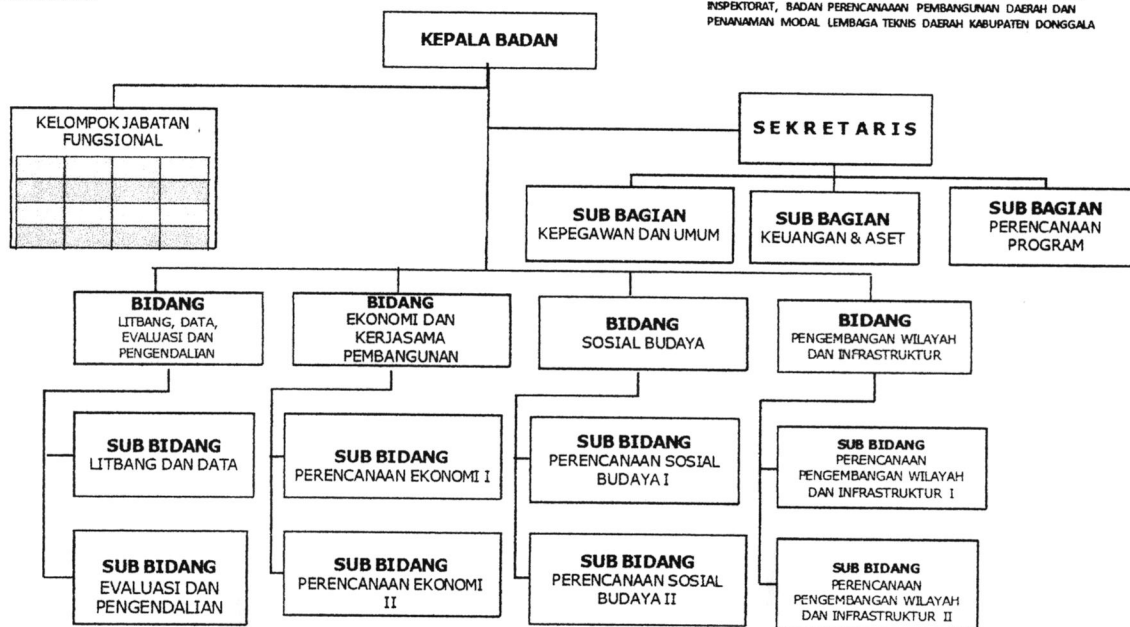 INSPEKTORAT, BADAN PERENCANAAAN PEMBANGUNAN DAERAH DAN
PENANAMAN MODAL LEMBAGA TEKNIS DAERAH KABUPATEN DONGGALA
KEPALA BADAN
KELOMPOK JABATAN
FUNGSIONAL
SEKRETARIS
SUB BAGIAN
KEPEGAWAN DAN UMUM
SUB BAGIAN
KEUANGAN & ASET
SUB BAGIAN
PERENCANAAN
PROGRAM
BIDANG
LITBANG, DATA,
EVALUASI DAN
PENGENDALIAN
BIDANG
EKONOMI DAN
KERJASAMA
PEMBANGUNAN
BIDANG
SOSIAL BUDAYA
BIDANG
PENGEMBANGAN WILAYAH
DAN INFRASTRUKTUR
SUB BIDANG
LITBANG DAN DATA
SUB BIDANG
PERENCANAAN EKONOMI I
SUB BIDANG
PERENCANAAN SOSIAL
BUDAYA I
SUB BIDANG
PERENCANAAN
PENGEMBANGAN WILAYAH
DAN INFRASTRUKTUR I
SUB BIDANG
EVALUASI DAN
PENGENDALIAN
SUB BIDANG
PERENCANAAN EKONOMI
II
SUB BIDANG
PERENCANAAN SOSIAL
BUDAYA II
SUB BIDANG
PERENCANAAN
PENGEMBANGAN WILAYAH
DAN INFRASTRUKTUR II